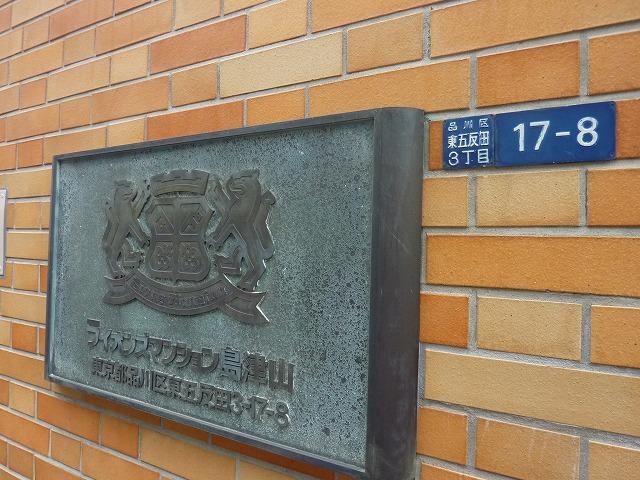 ライオンズマンション島津山
東京都品川区東五反田3-17-8
品川区
東五反田
3丁目
17-8